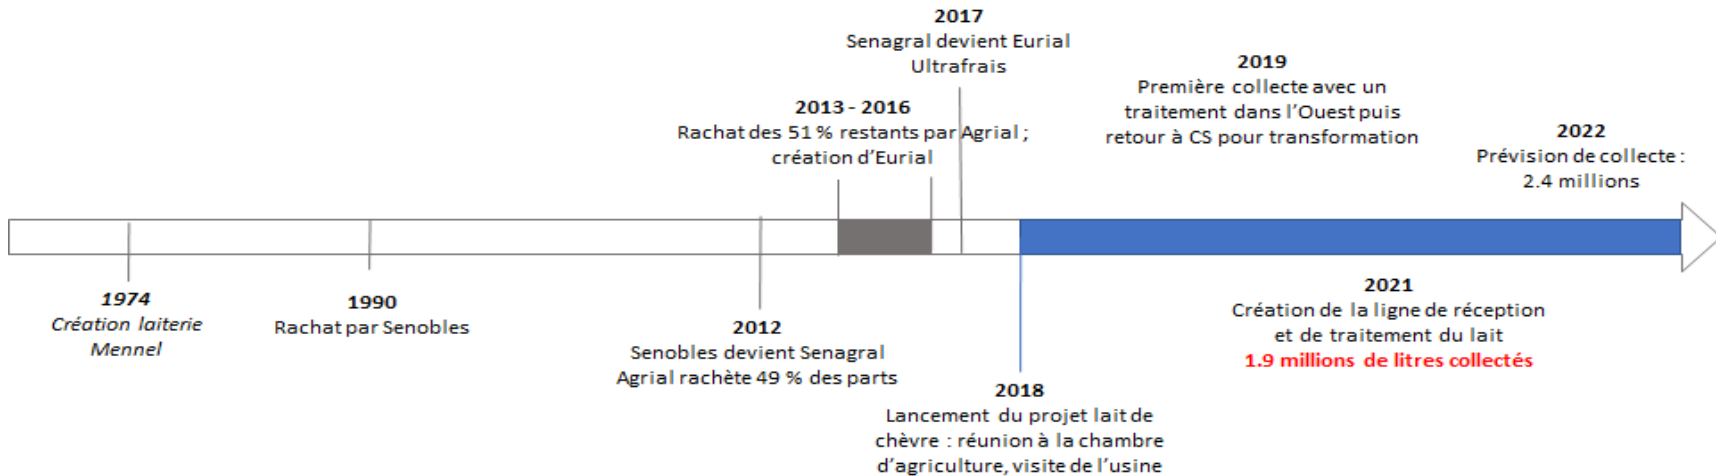 1974
Création laiterie
Mennel
1990
Rachat par Senobles
2012
Senobles devient Senagral
Agrial rachète 49 % des parts
2013 - 2016
Rachat des 51 % restants par Agrial ;
création d’Eurial
2017
Senagral devient Eurial
Ultrafrais
2018
Lancement du projet lait de
chèvre : réunion à la chambre
d’agriculture, visite de l’usine
2019
Première collecte avec un
traitement dans l’Ouest puis
retour à CS pour transformation
2021
Création de la ligne de réception
et de traitement du lait
1.9 millions de litres collectés
2022
Prévision de collecte :
2.4 millions